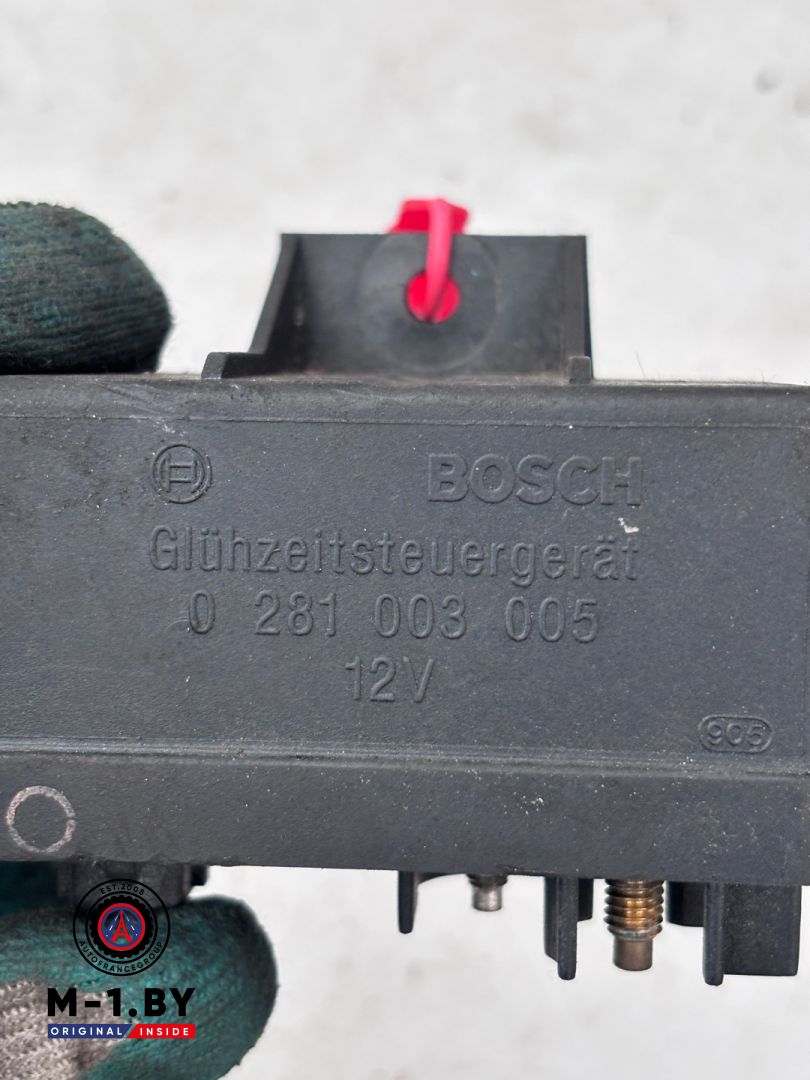 BOSCH
Glühzeitsteuergerät
0 281 003 005
12V
905
EST.2008
AUTOFRANCEGROUP
M-1.BY
ORIGINAL INSIDE